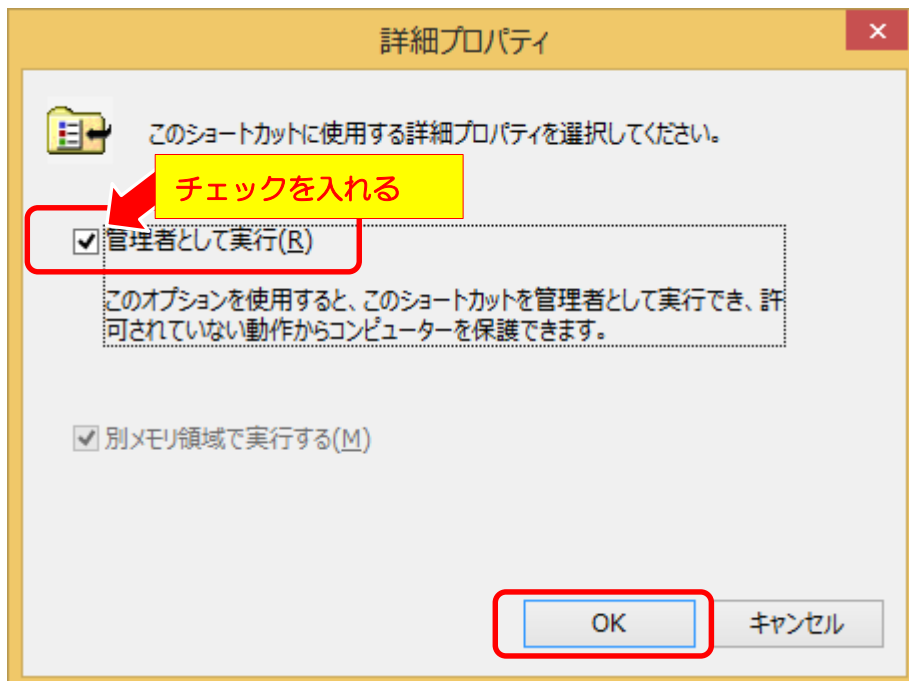 詳細プロパティ
このショートカットに使用する詳細プロパティを選択してください。
チェックを入れる
管理者として実行(R)
このオプションを使用すると、このショートカットを管理者として実行でき、許
可されていない動作からコンピューターを保護できます。
別メモリ領域で実行する(M)
OK
キャンセル